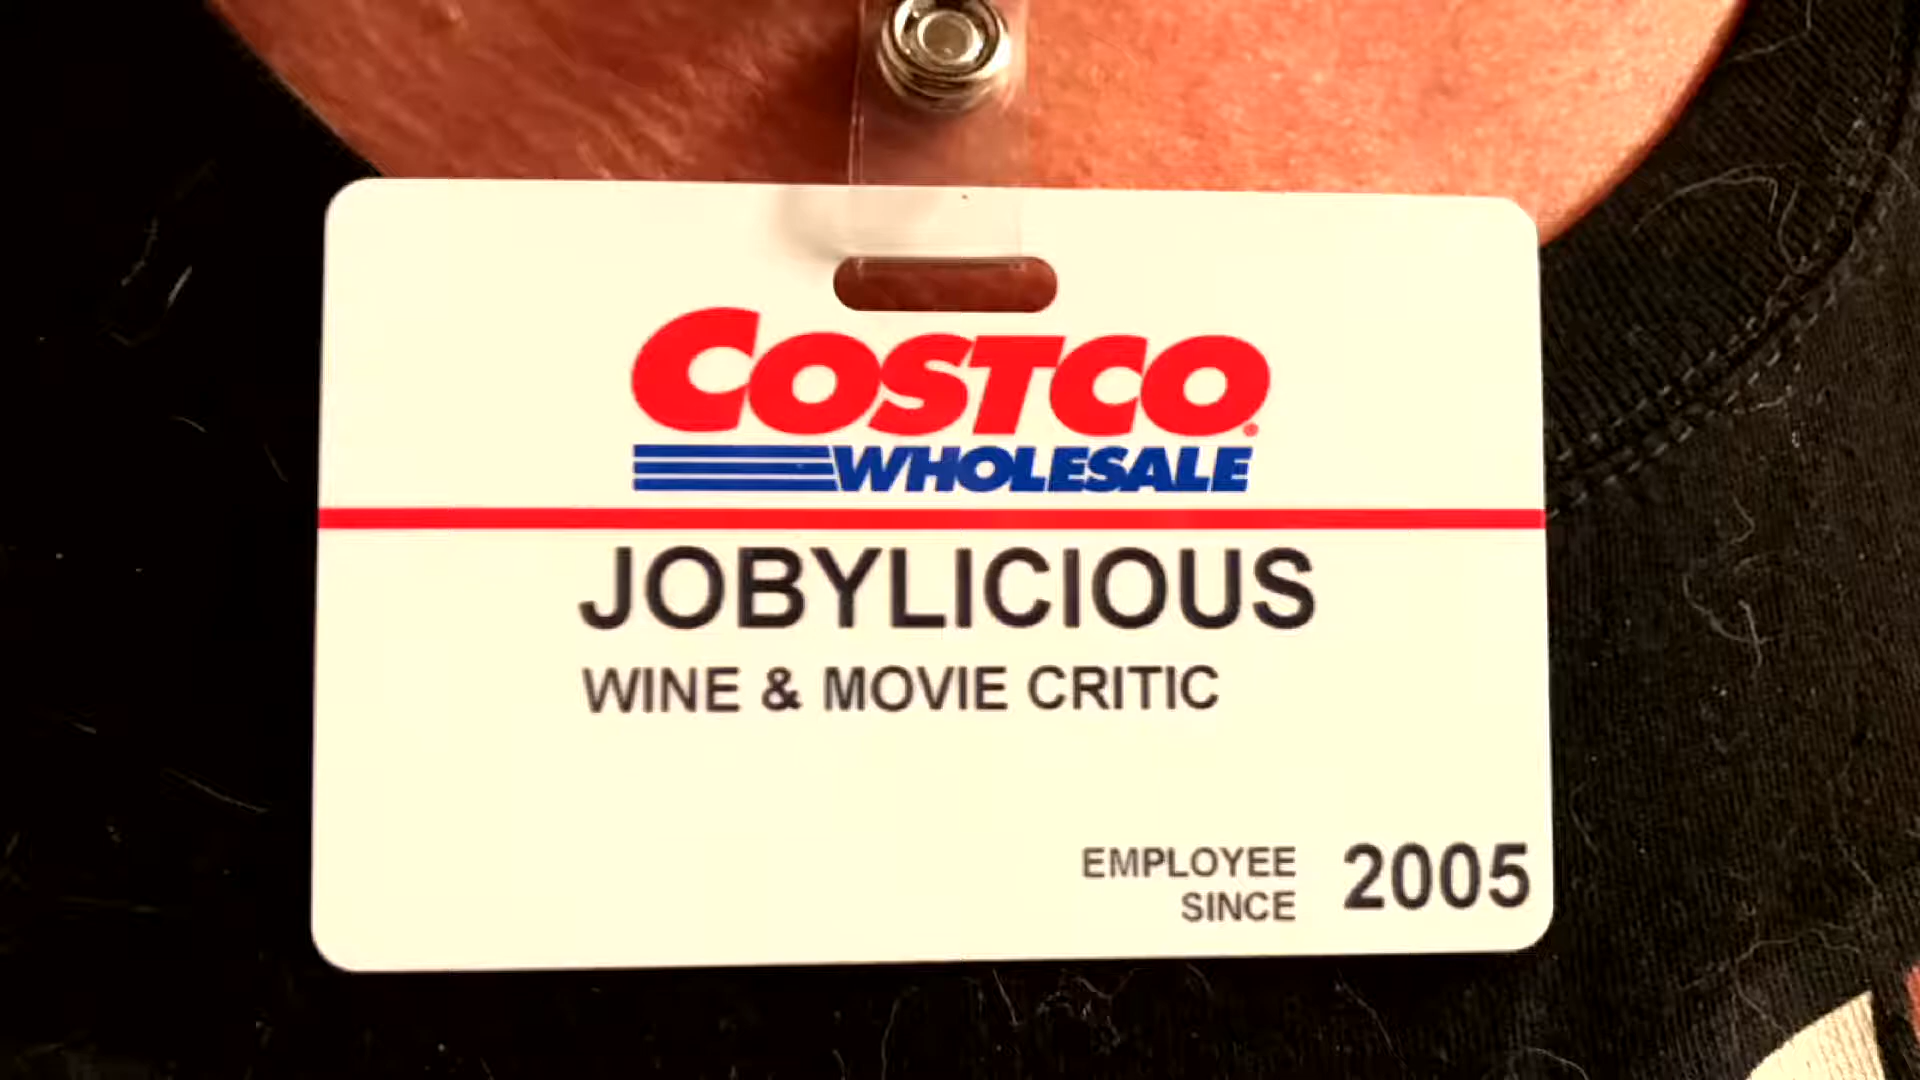 COSTCO
WHOLESALE
JOBYLICIOUS
WINE & MOVIE CRITIC
EMPLOYEE SINCE 2005